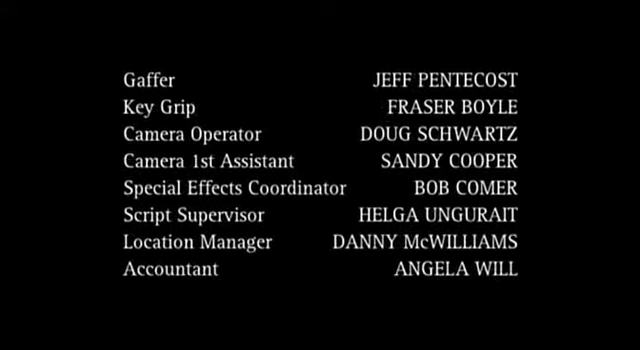 Gaffer JEFF PENTECOST
Key Grip FRASER BOYLE
Camera Operator DOUG SCHWARTZ
Camera 1st Assistant SANDY COOPER
Special Effects Coordinator BOB COMER
Script Supervisor HELGA UNGURAIT
Location Manager DANNY McWILLIAMS
Accountant ANGELA WILL